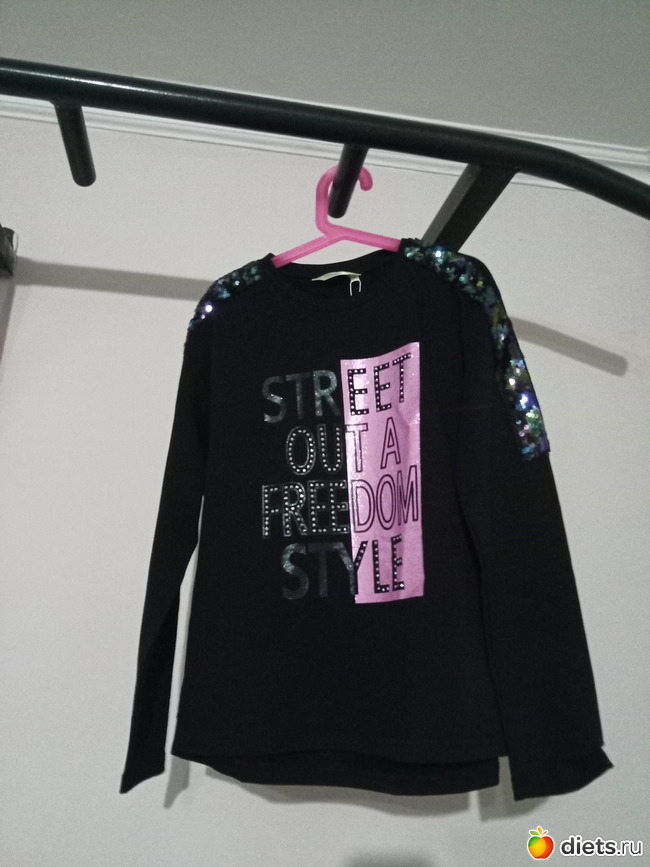 STREET
OUT A
FREEDOM
STYLE
diets.ru